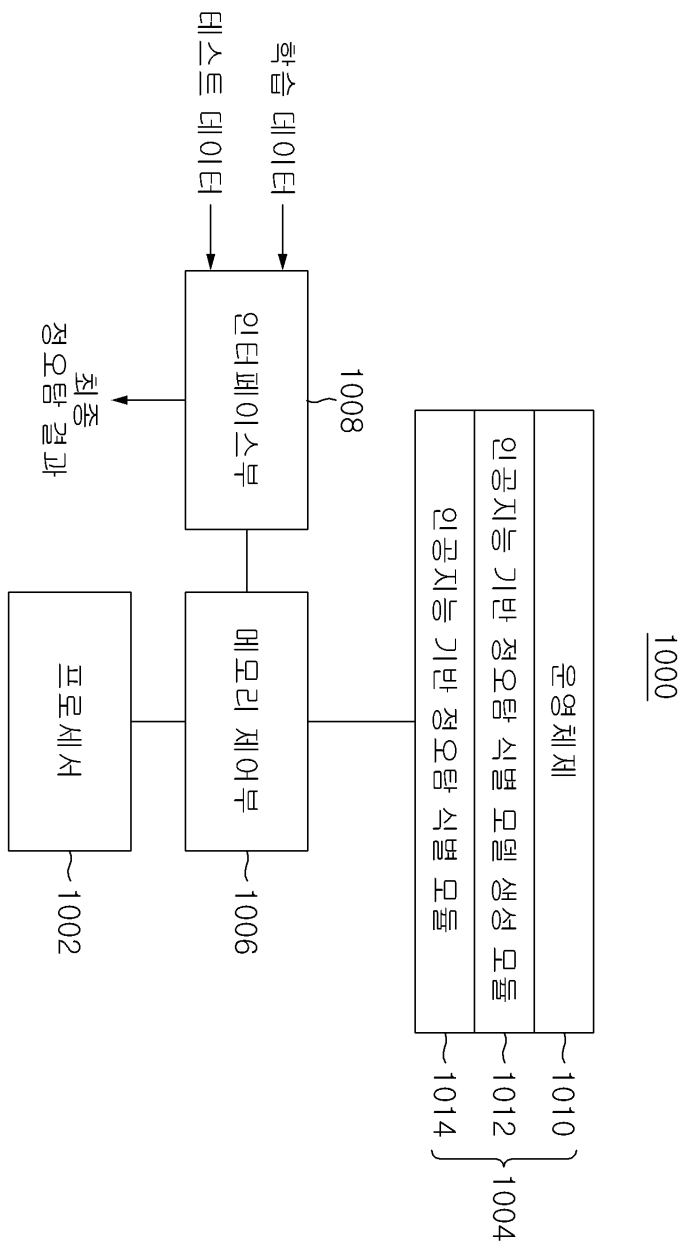 1000
운영체제
인공지능 기반 정오탐 식별 모델 생성 모듈
인공지능 기반 정오탐 식별 모듈
1010
1012
1014
1004
학습 데이터
테스트 데이터
인터페이스부
1008
최종
정오탐 결과
메모리 제어부
1006
프로세서
1002